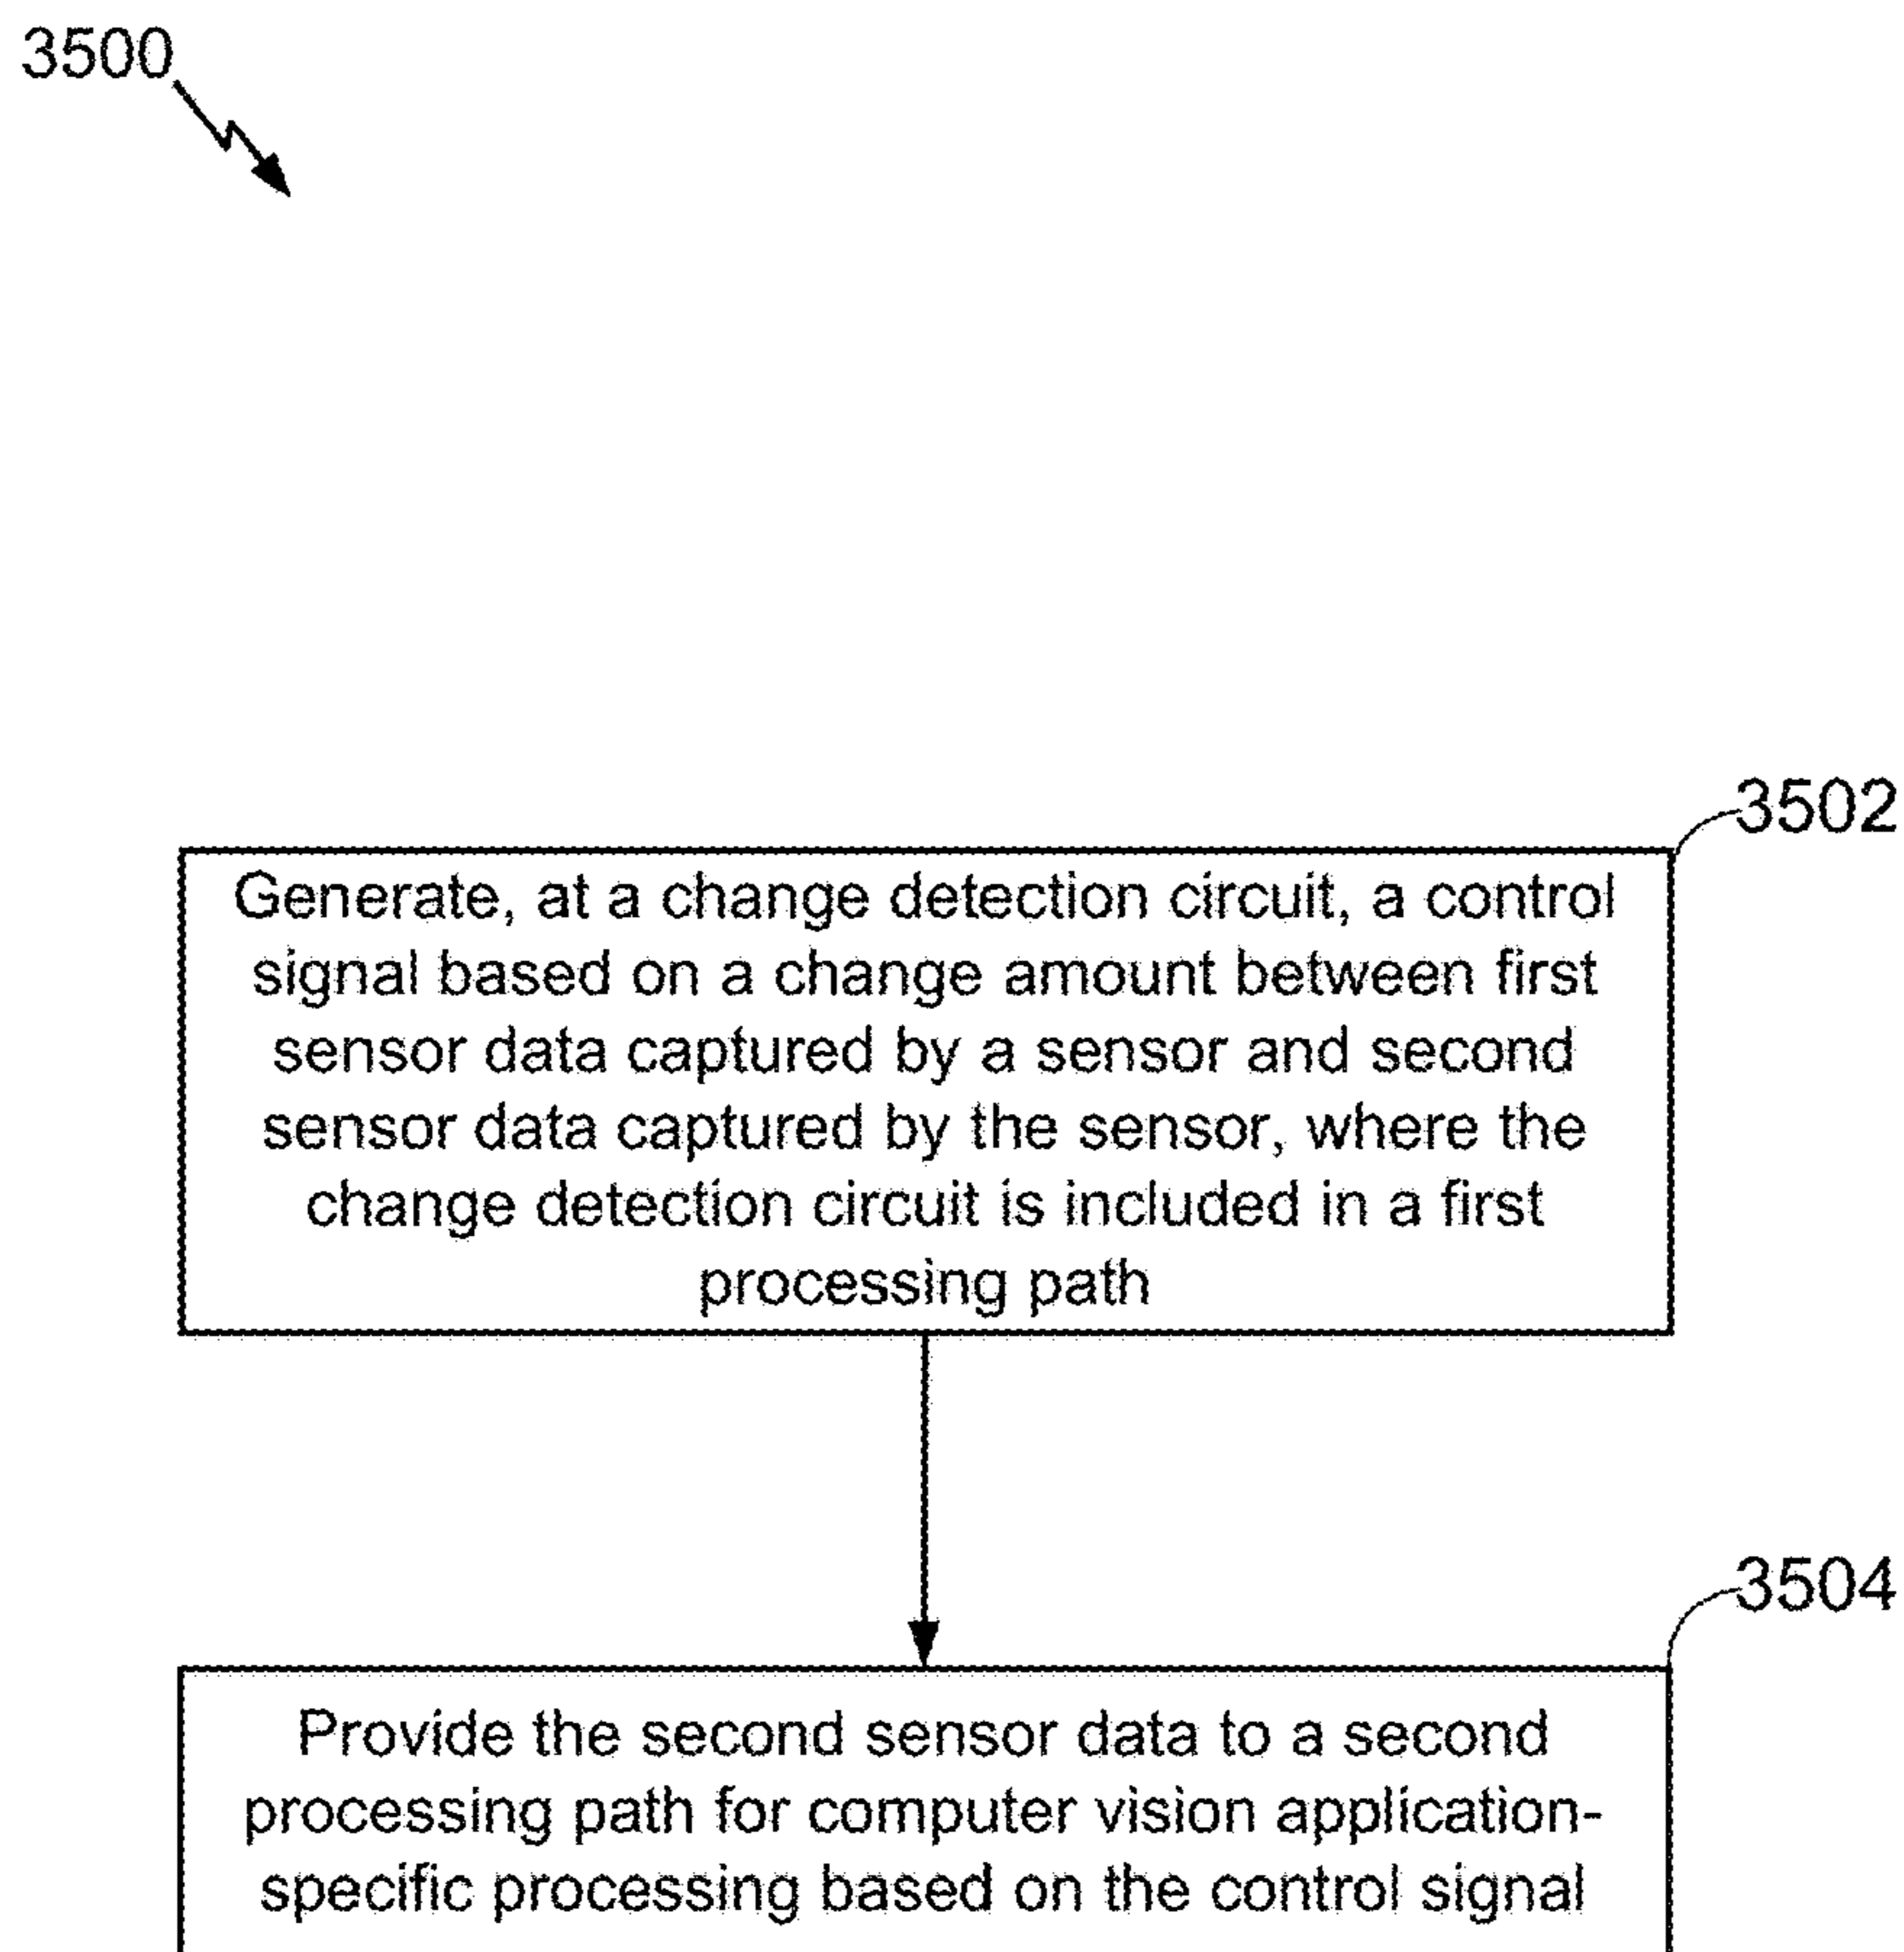 3500
3502
Generate, at a change detection circuit, a control
signal based on a change amount between first
sensor data captured by a sensor and second
sensor data captured by the sensor, where the
change detection circuit is included in a first
processing path
3504
Provide the second sensor data to a second
processing path for computer vision application-
specific processing based on the control signal